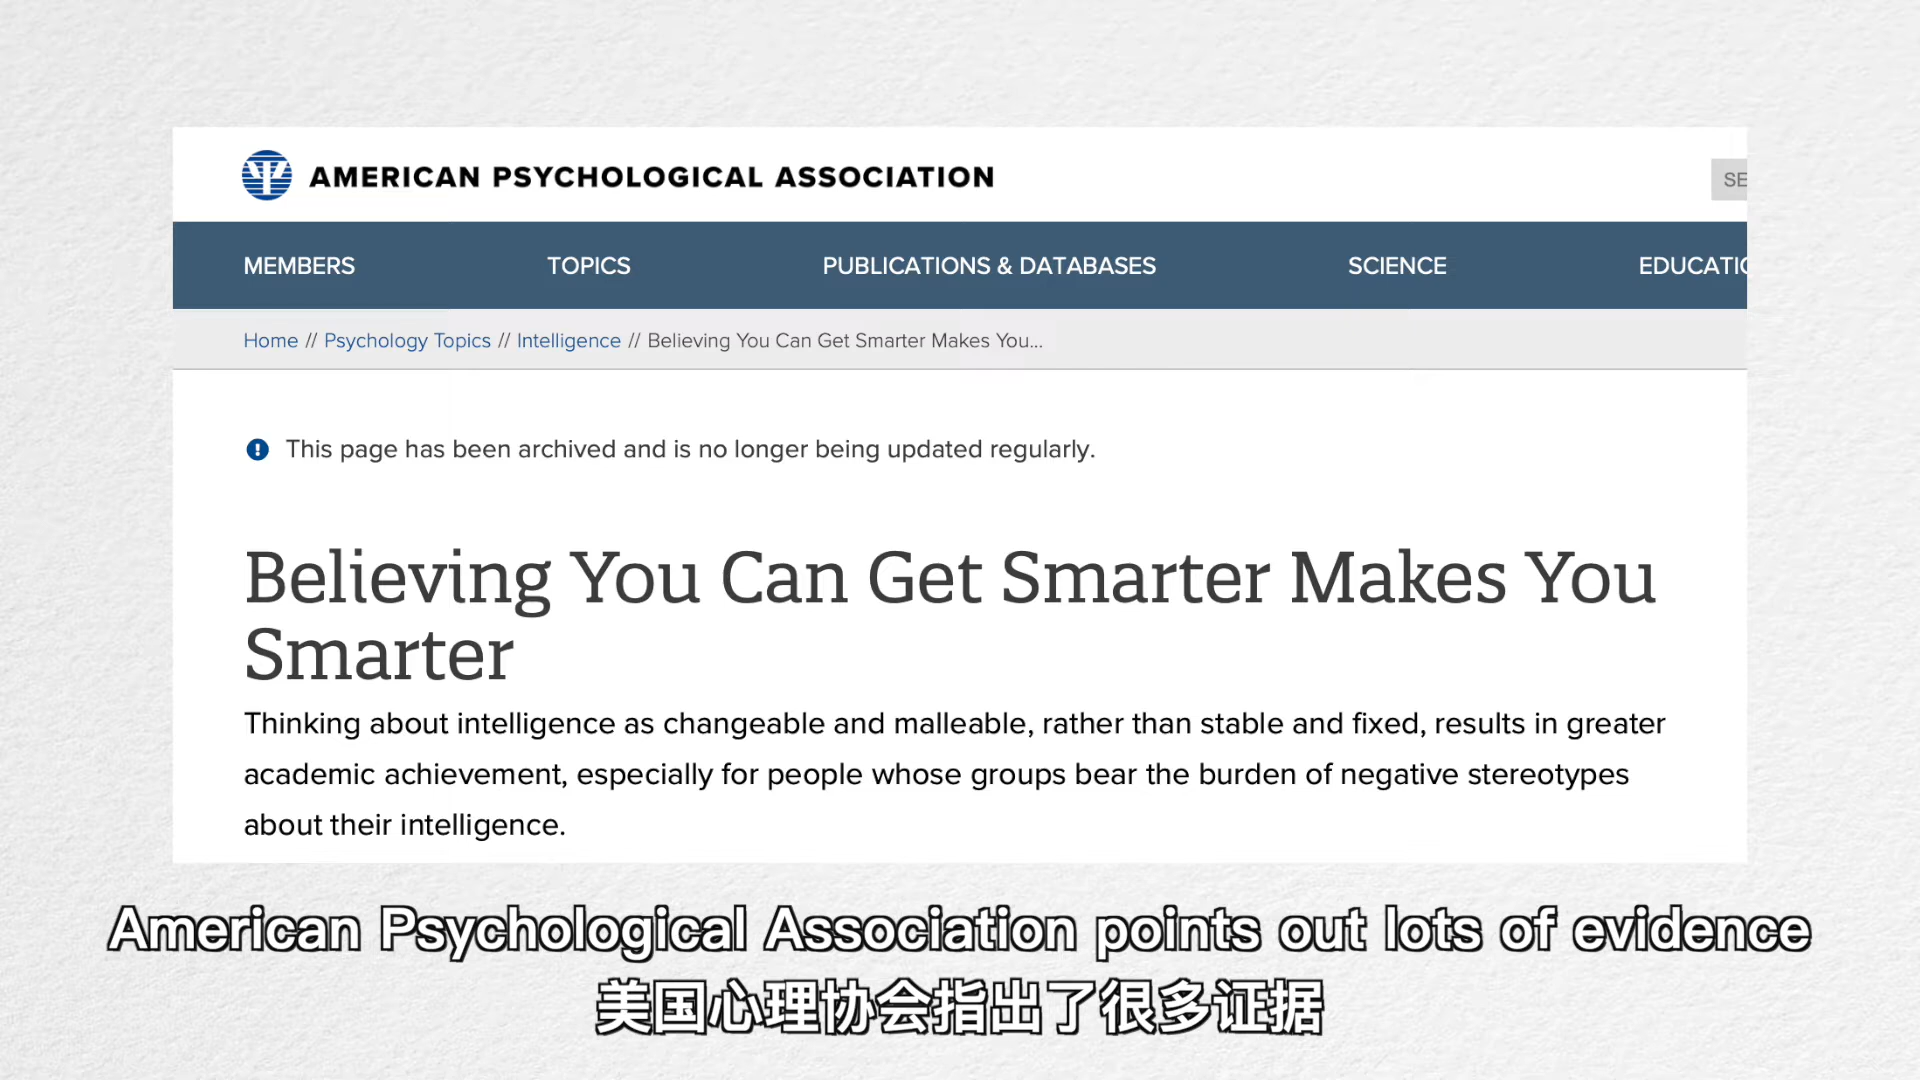 AMERICAN PSYCHOLOGICAL ASSOCIATION
SE
MEMBERS TOPICS PUBLICATIONS & DATABASES SCIENCE EDUCATIO
Home // Psychology Topics // Intelligence // Believing You Can Get Smarter Makes You...
This page has been archived and is no longer being updated regularly.
Believing You Can Get Smarter Makes You
Smarter
Thinking about intelligence as changeable and malleable, rather than stable and fixed, results in greater
academic achievement, especially for people whose groups bear the burden of negative stereotypes
about their intelligence.
American Psychological Association points out lots of evidence
美国心理协会指出了很多证据